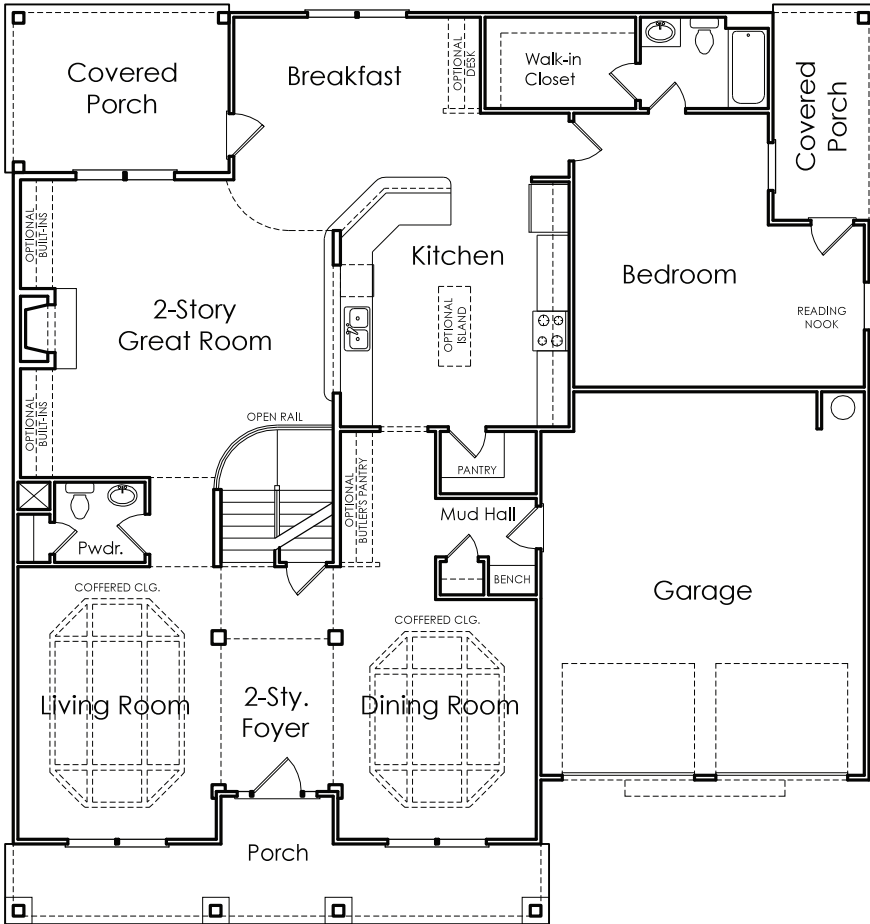 Covered
Porch
Breakfast
OPTIONAL
DESK
Walk-in
Closet
Covered
Porch
OPTIONAL
BUILT-INS
Kitchen
Bedroom
2-Story
Great Room
OPTIONAL
ISLAND
READING
NOOK
OPTIONAL
BUILT-INS
OPEN RAIL
OPTIONAL
BUTLER'S PANTRY
PANTRY
Mud Hall
Pwdr.
BENCH
Garage
COFFERED CLG.
COFFERED CLG.
Living Room
2-Sty.
Foyer
Dining Room
Porch